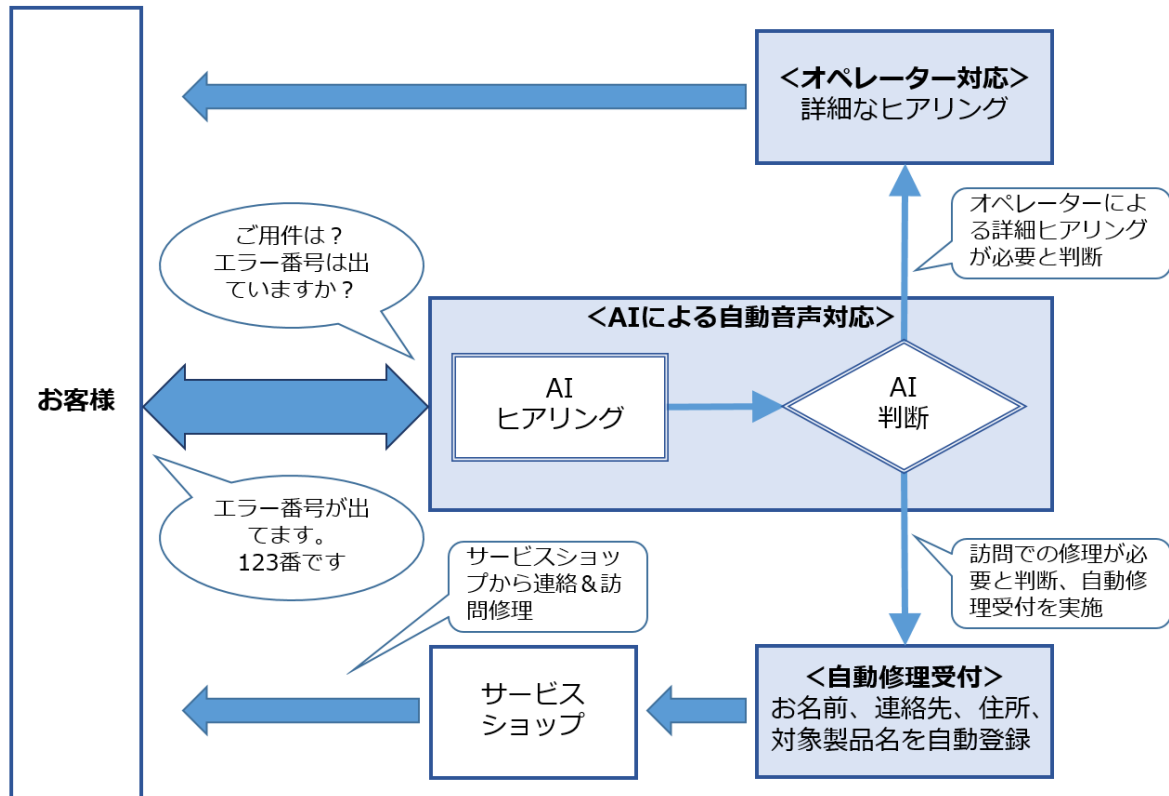 <オペレーター対応>
詳細なヒアリング
オペレーターによ
る詳細ヒアリング
が必要と判断
ご用件は？
エラー番号は出
ていますか？
<AIによる自動音声対応>
お客様
AI
ヒアリング
AI
判断
エラー番号が出
てます。
123番です
サービスショッ
プから連絡＆訪
問修理
訪問での修理が必
要と判断、自動修
理受付を実施
サービス
ショップ
<自動修理受付>
お名前、連絡先、住所、
対象製品名を自動登録